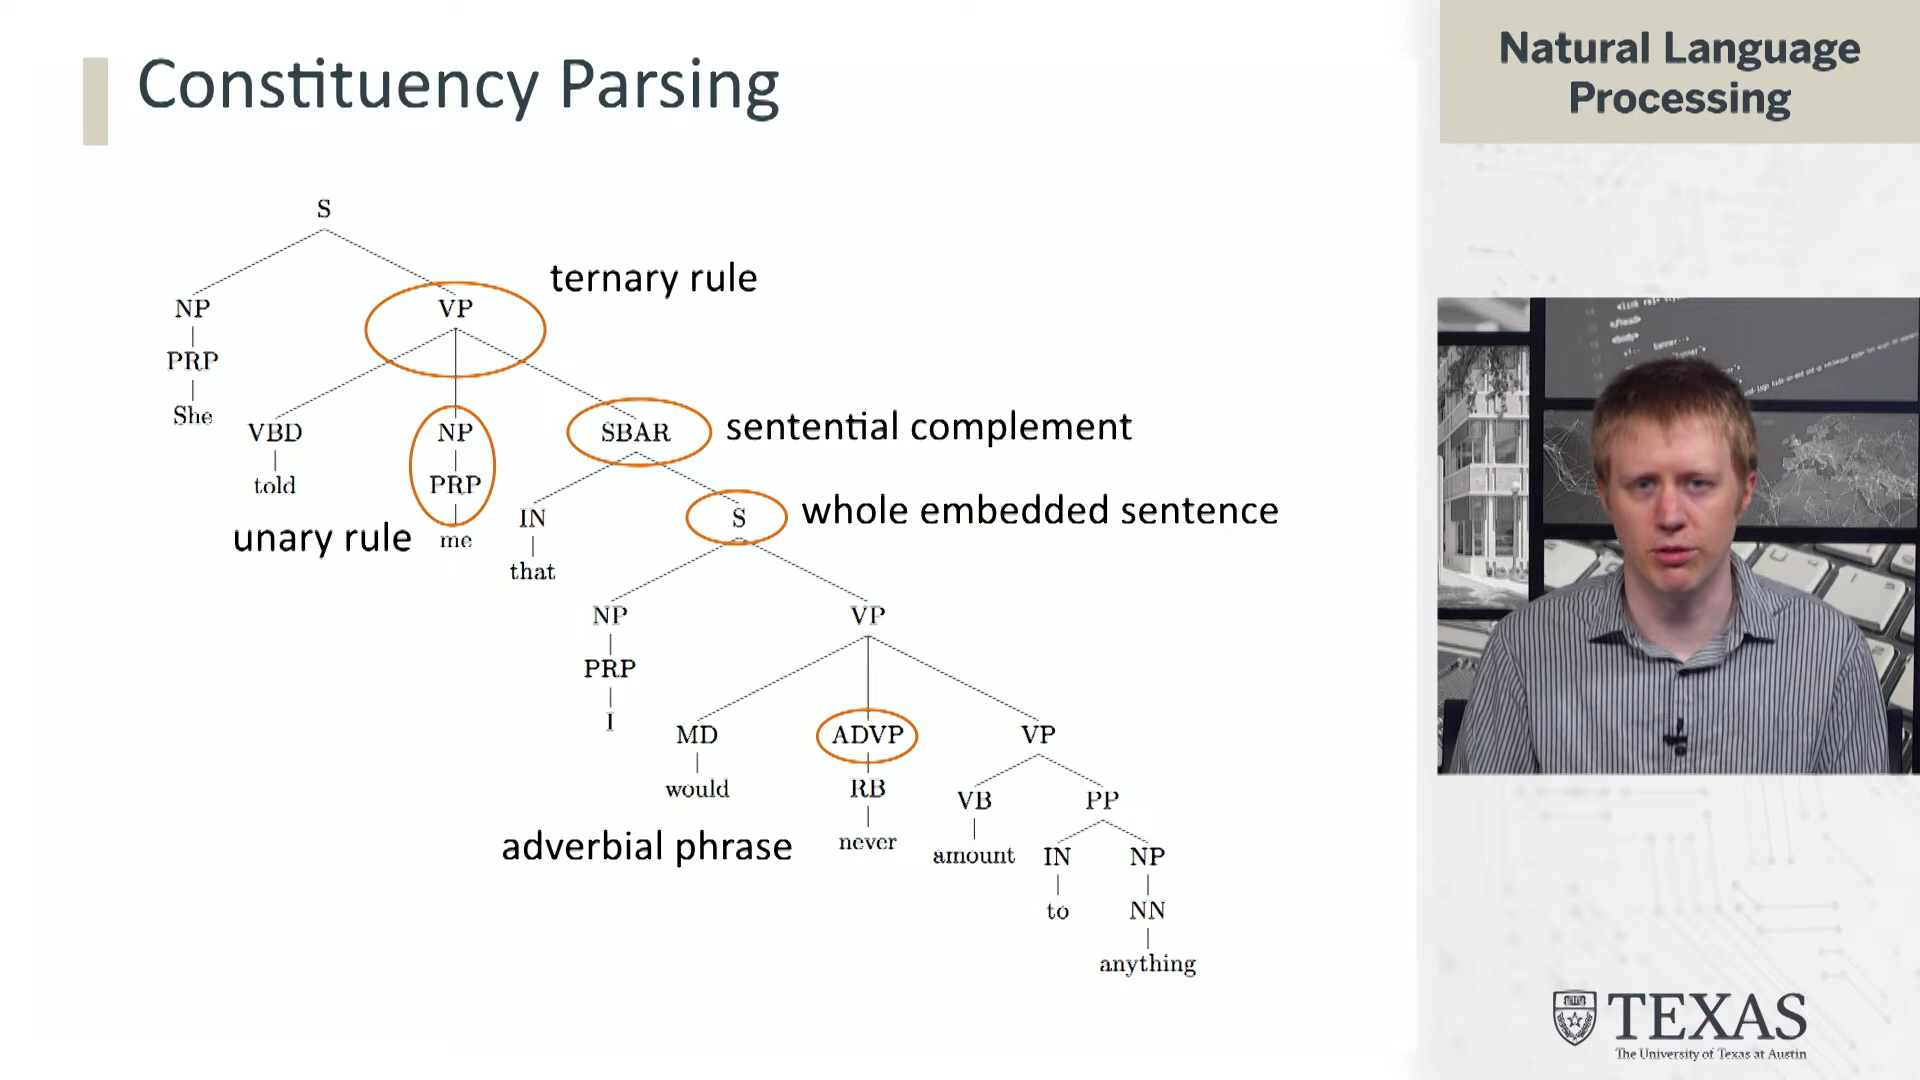 Constituency Parsing
Natural Language
Processing
S
ternary rule
NP
VP
PRP
She
VBD
NP
SBAR
sentential complement
told
PRP
IN
S
whole embedded sentence
unary rule
me
that
NP
VP
PRP
I
MD
ADVP
VP
would
RB
VB
PP
adverbial phrase
never
amount
IN
NP
to
NN
anything
TEXAS
The University of Texas at Austin